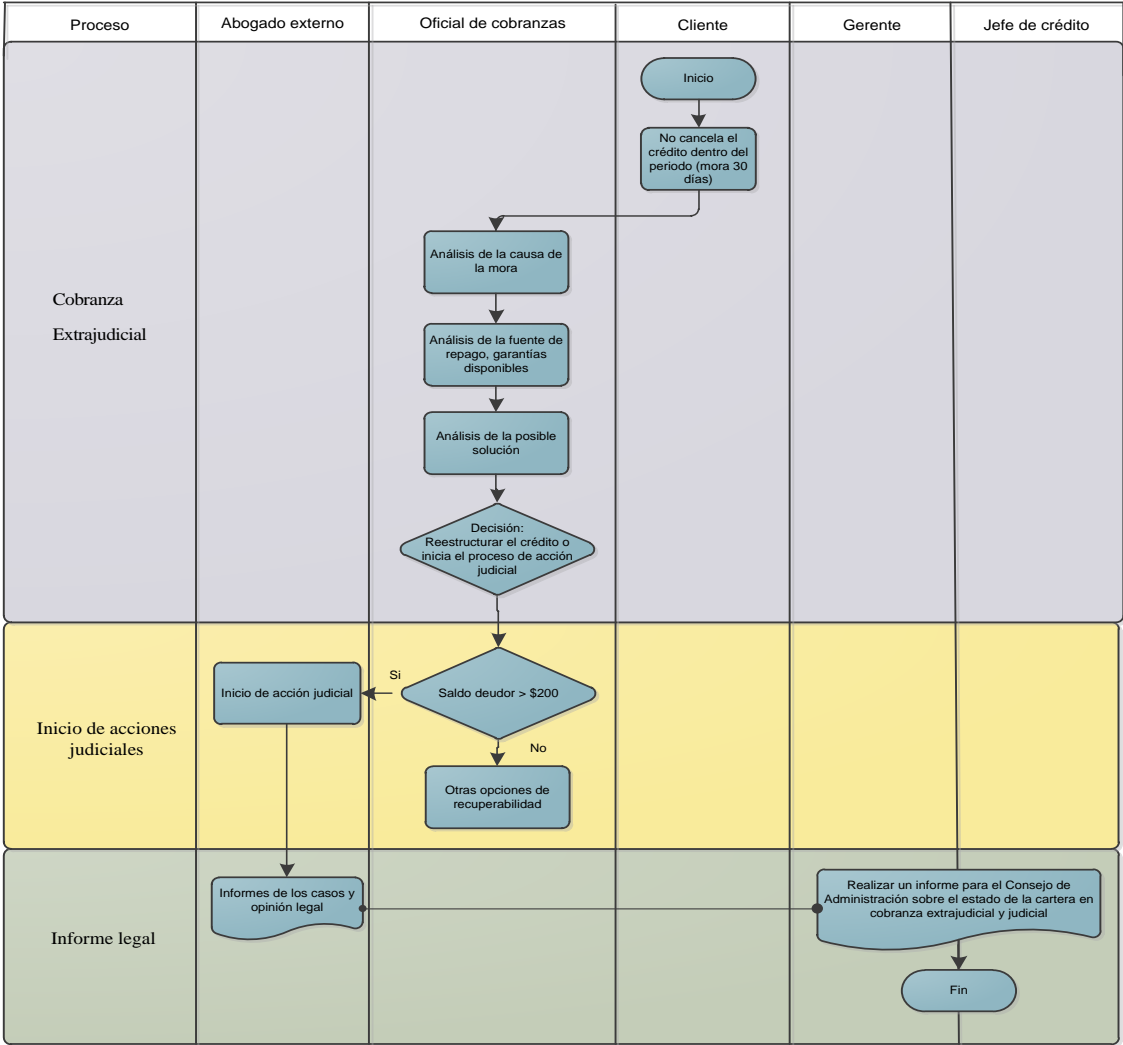 Proceso
Abogado externo
Oficial de cobranzas
Cliente
Gerente
Jefe de crédito
Inicio
No cancela el
crédito dentro del
periodo (mora 30
días)
Análisis de la causa de
la mora
Cobranza
Extrajudicial
Análisis de la fuente de
repago, garantías
disponibles
Análisis de la posible
solución
Decisión:
Reestructurar el crédito o
inicia el proceso de acción
judicial
Inicio de acciones
judiciales
Inicio de acción judicial
Si
Saldo deudor > $200
No
Otras opciones de
recuperabilidad
Informe legal
Informes de los casos y
opinión legal
Realizar un informe para el Consejo de
Administración sobre el estado de la cartera en
cobranza extrajudicial y judicial
Fin